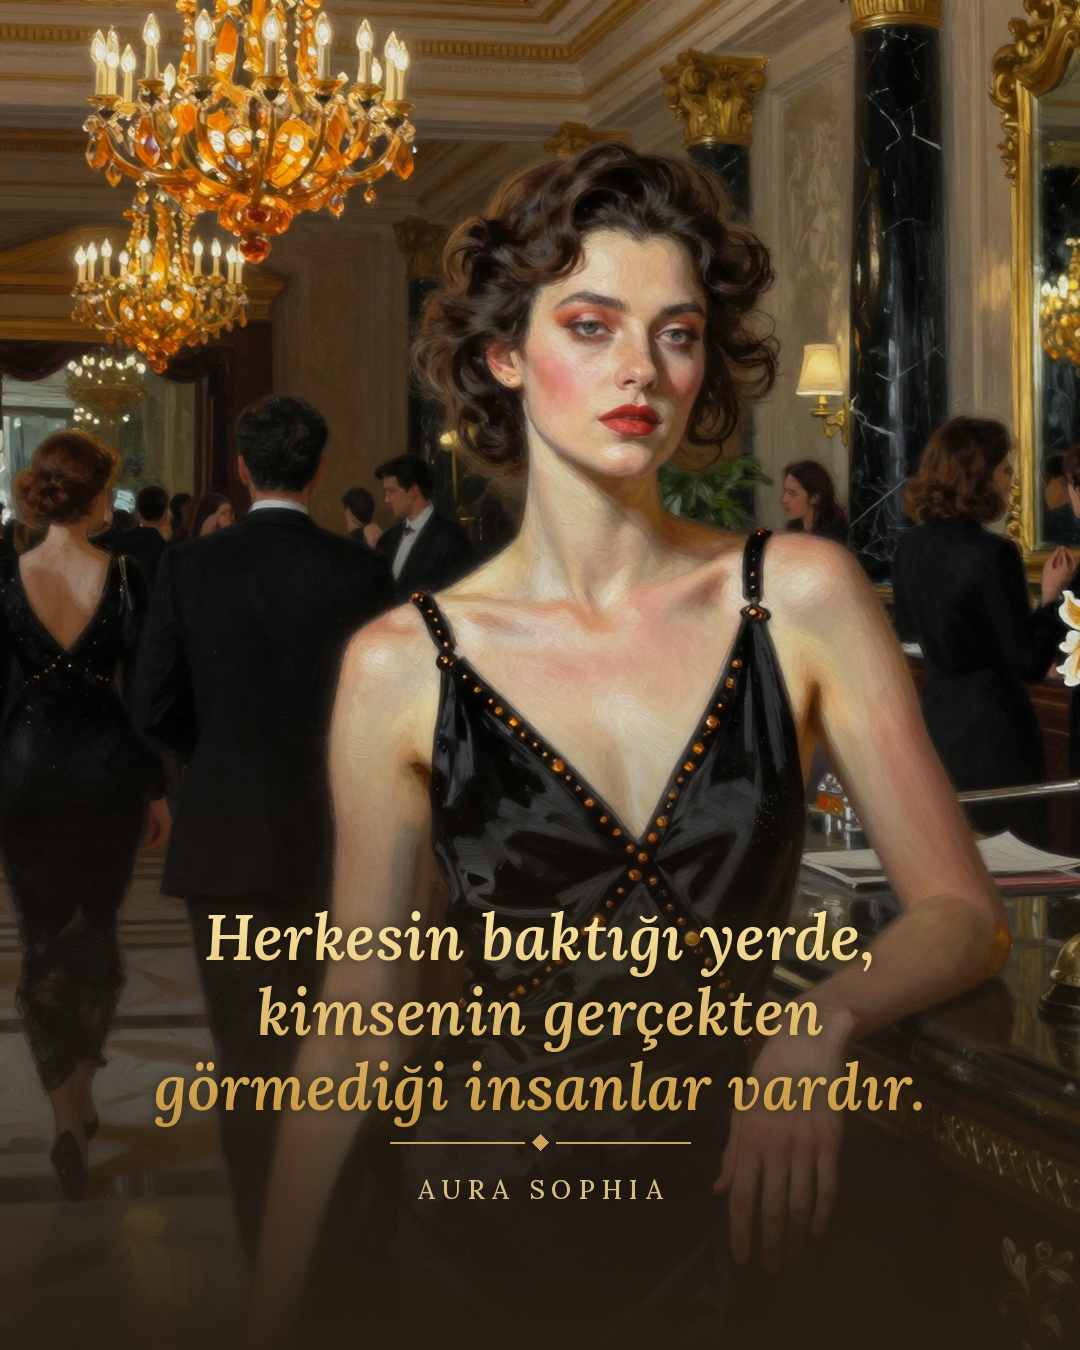 Herkesin baktığı yerde,
kimsenin gerçekten
görmediği insanlar vardır.
AURA SOPHIA